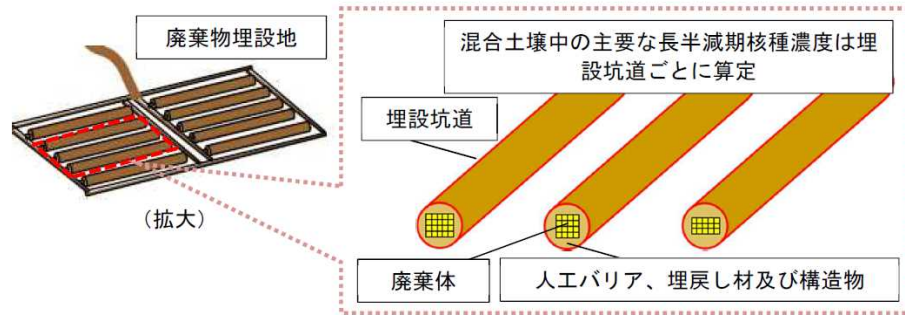 廃棄物埋設地
混合土壌中の主要な長半減期核種濃度は埋
設坑道ごとに算定
埋設坑道
（拡大）
廃棄体
人工バリア、埋戻し材及び構造物